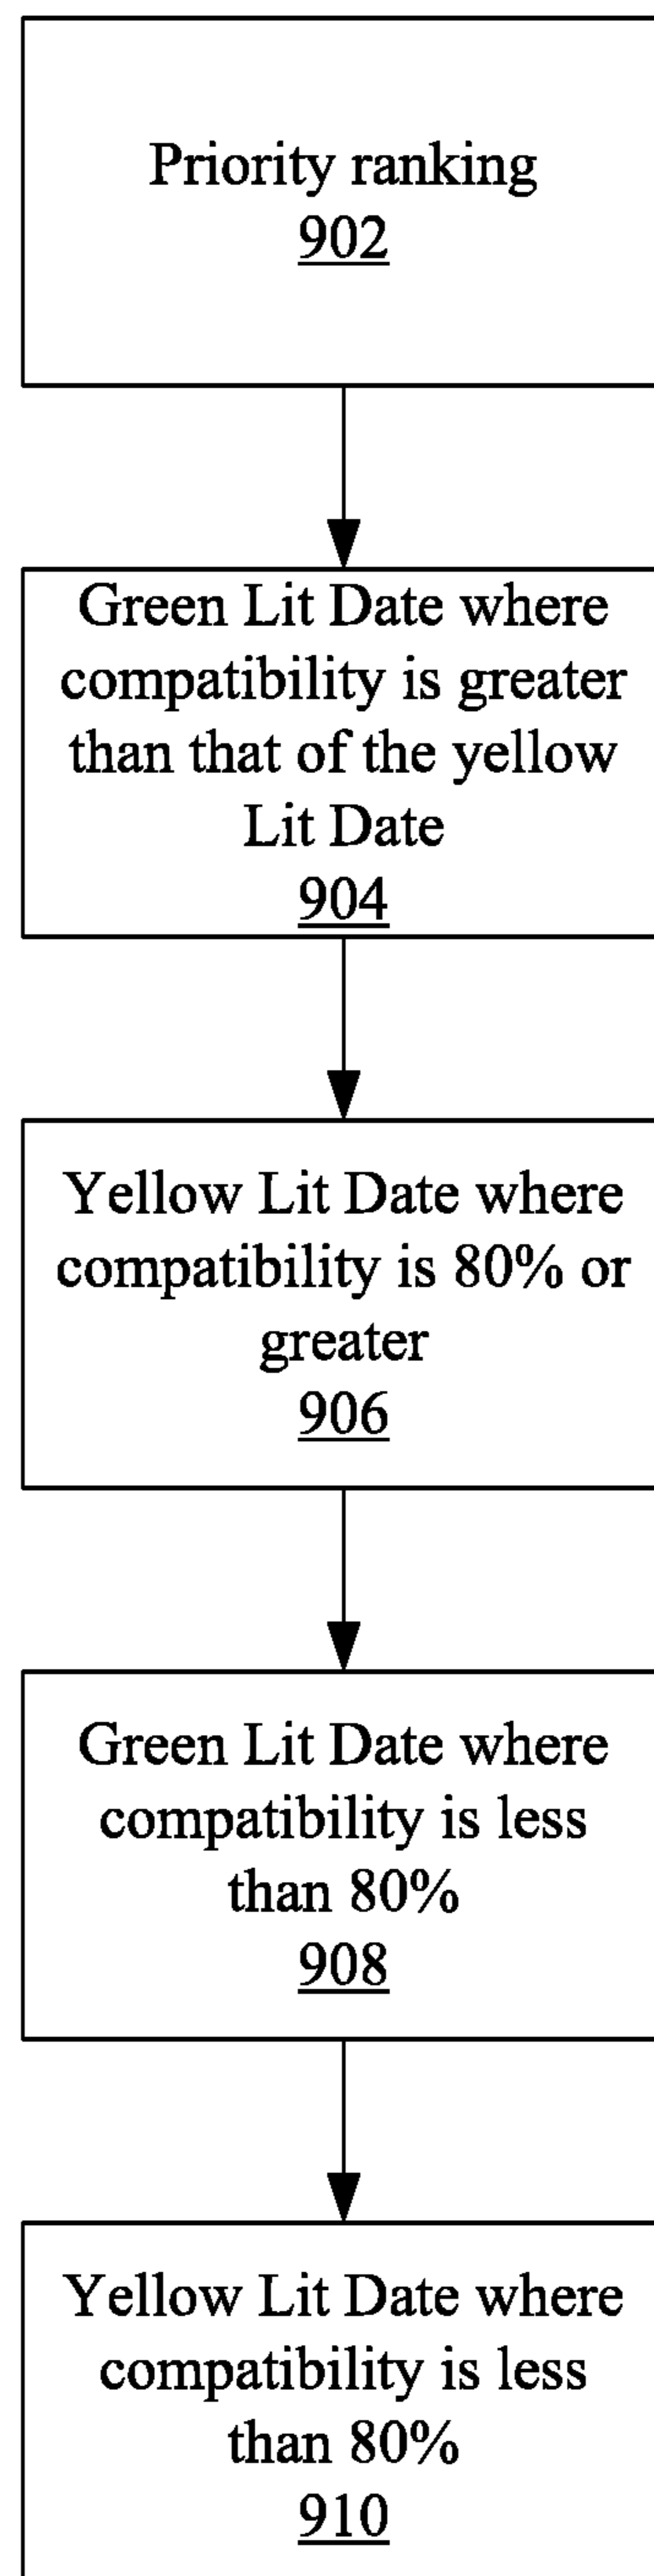 Priority ranking
902
Green Lit Date where
compatibility is greater
than that of the yellow
Lit Date
904
Yellow Lit Date where
compatibility is 80% or
greater
906
Green Lit Date where
compatibility is less
than 80%
908
Yellow Lit Date where
compatibility is less
than 80%
910